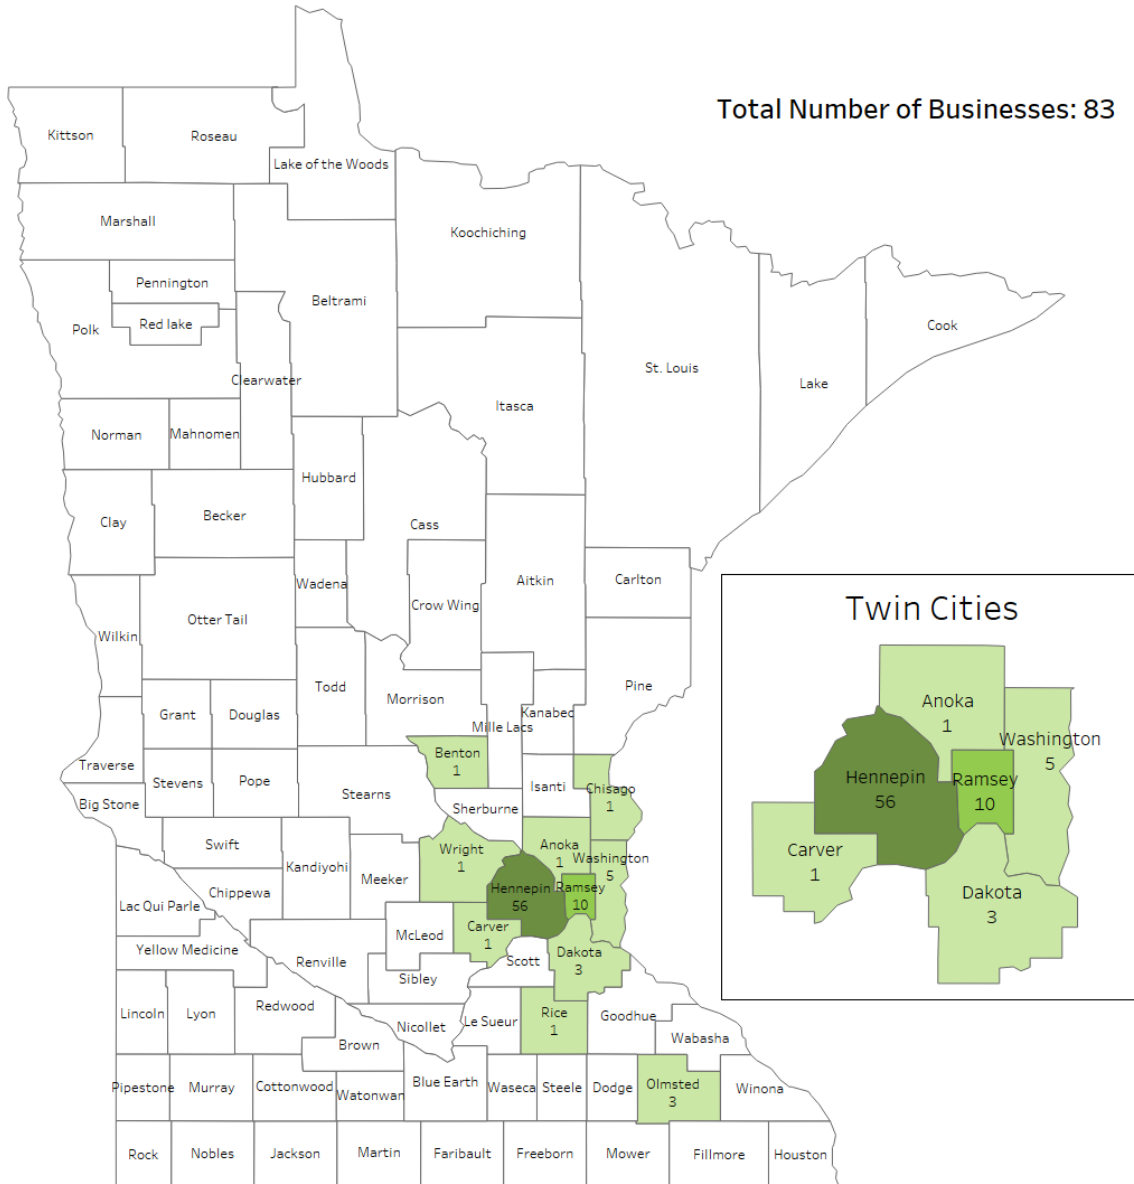 Total Number of Businesses: 83
Kittson
Roseau
Lake of the Woods
Marshall
Koochiching
Pennington
Beltrami
Red lake
Polk
Cook
St. Louis
Clearwater
Lake
Itasca
Norman
Mahnomen
Hubbard
Clay
Becker
Cass
Wadena
Aitkin
Carlton
Crow Wing
Otter Tail
Wilkin
Todd
Morrison
Pine
Grant
Douglas
Mille Lacs
Kanabec
Benton
1
Traverse
Stevens
Pope
Isanti
Chisago
1
Big Stone
Stearns
Sherburne
Swift
Wright
1
Anoka
1
Washington
5
Kandiyohi
Meeker
Chippewa
Hennepin
56
Ramsey
10
Lac Qui Parle
McLeod
Carver
1
Yellow Medicine
Renville
Scott
Dakota
3
Sibley
Lincoln
Lyon
Redwood
Nicollet
Le Sueur
Rice
1
Goodhue
Wabasha
Brown
Pipestone
Murray
Cottonwood
Watonwan
Blue Earth
Waseca
Steele
Dodge
Olmsted
3
Winona
Rock
Nobles
Jackson
Martin
Faribault
Freeborn
Mower
Fillmore
Houston
Twin Cities
Anoka
1
Washington
5
Hennepin
56
Ramsey
10
Carver
1
Dakota
3